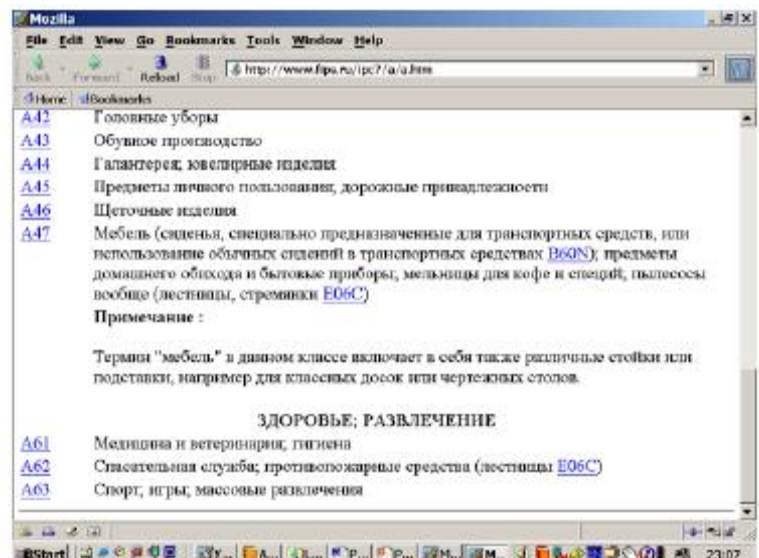 Mozilla
File Edit View Go Bookmarks Tools Window Help
Back Forward Reload Stop http://www.fips.ru/ipc7/a/a.htm
Home Bookmarks
A42 Головные уборы
A43 Обувное производство
A44 Галантерея; ювелирные изделия
A45 Предметы личного пользования, дорожные принадлежности
A46 Щеточные изделия
A47 Мебель (сиденья, специально предназначенные для транспортных средств, или
использование обычных сидений в транспортных средствах B60N); предметы
домашнего обихода и бытовые приборы; мельницы для кофе и специй; пылесосы
вообще (лестницы, стремянки E06C)
Примечание :
Термин "мебель" в данном классе включает в себя также различные стойки или
подставки, например для классных досок или чертежных столов.
ЗДОРОВЬЕ; РАЗВЛЕЧЕНИЕ
A61 Медицина и ветеринария; гигиена
A62 Спасательная служба; противопожарные средства (лестницы E06C)
A63 Спорт; игры; массовые развлечения
Start 23:07